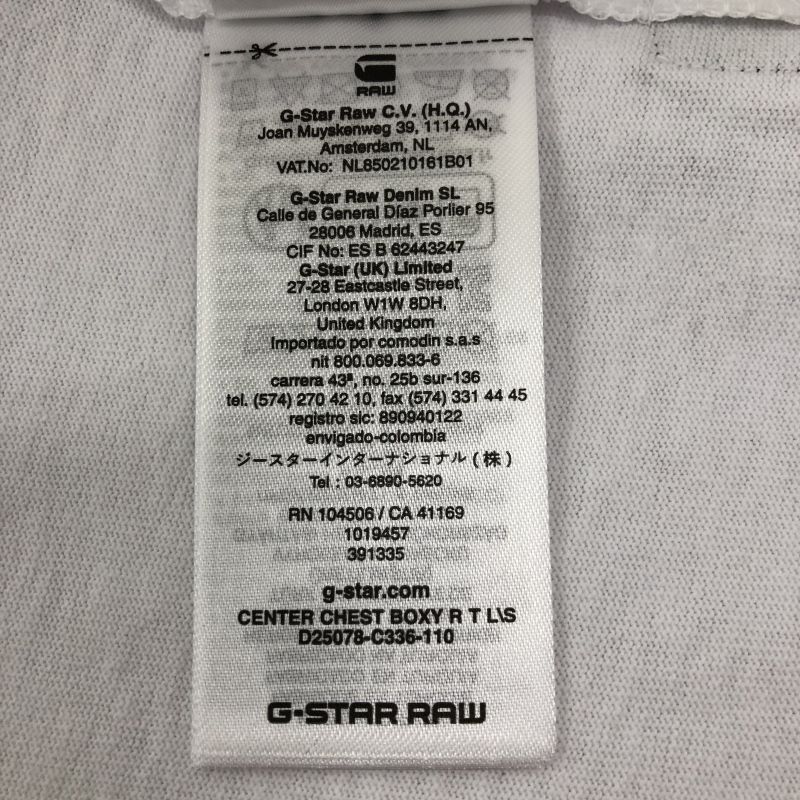 RAW
G-Star Raw C.V. (H.Q.)
Joan Muyskenweg 39, 1114 AN,
Amsterdam, NL
VAT.No: NL850210161B01
G-Star Raw Denim SL
Calle de General Díaz Porlier 95
28006 Madrid, ES
CIF No: ES B 62443247
G-Star (UK) Limited
27-28 Eastcastle Street,
London W1W 8DH,
United Kingdom
Importado por comodin s.a.s
nit 800.069.833-6
carrera 43ª, no. 25b sur-136
tel. (574) 270 42 10, fax (574) 331 44 45
registro sic: 890940122
envigado-colombia
ジースターインターナショナル (株)
Tel : 03-6890-5620
RN 104506 / CA 41169
1019457
391335
g-star.com
CENTER CHEST BOXY R T L\S
D25078-C336-110
G-STAR RAW